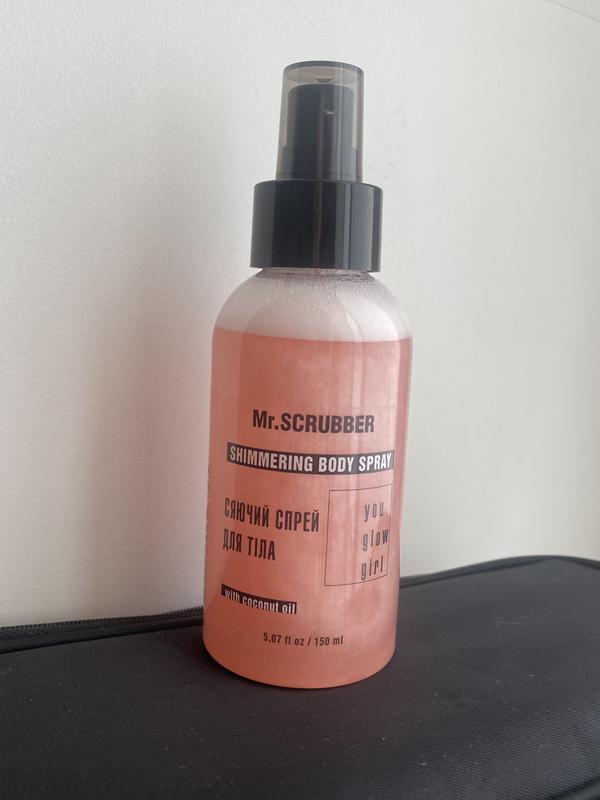 Mr.SCRUBBER
SHIMMERING BODY SPRAY
СЯЮЧИЙ СПРЕЙ
ДЛЯ ТІЛА
you
glow
girl
with coconut oil
5,07 fl oz / 150 ml